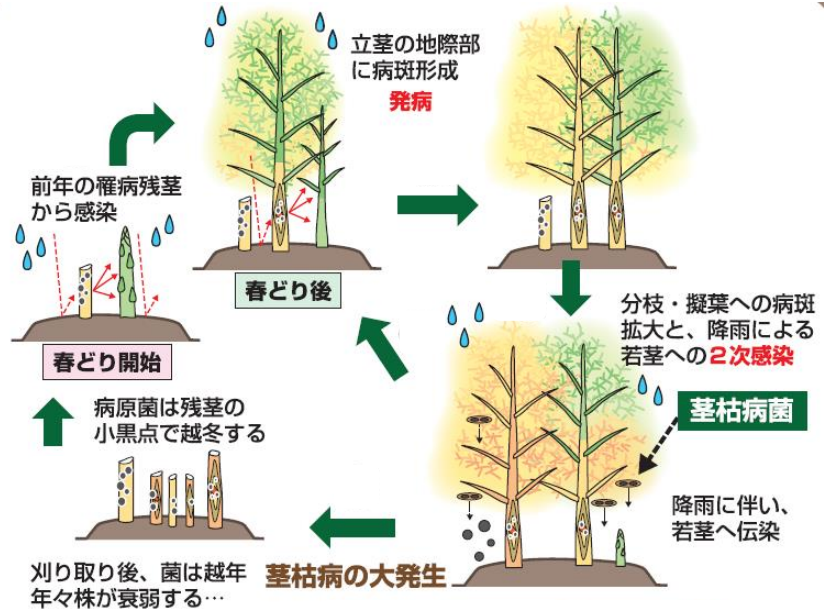 立茎の地際部
に病斑形成
発病
前年の罹病残茎
から感染
春どり後
春どり開始
分枝・擬葉への病斑
拡大と、降雨による
若茎への２次感染
茎枯病菌
病原菌は残茎の
小黒点で越冬する
降雨に伴い、
若茎へ伝染
茎枯病の大発生
刈り取り後、菌は越年
年々株が衰弱する…